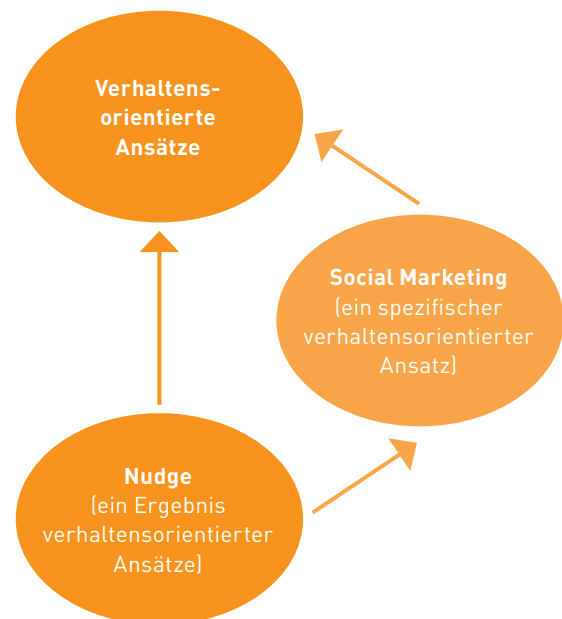 Verhaltens-
orientierte
Ansätze
Social Marketing
(ein spezifischer
verhaltensorientierter
Ansatz)
Nudge
(ein Ergebnis
verhaltensorientierter
Ansätze)